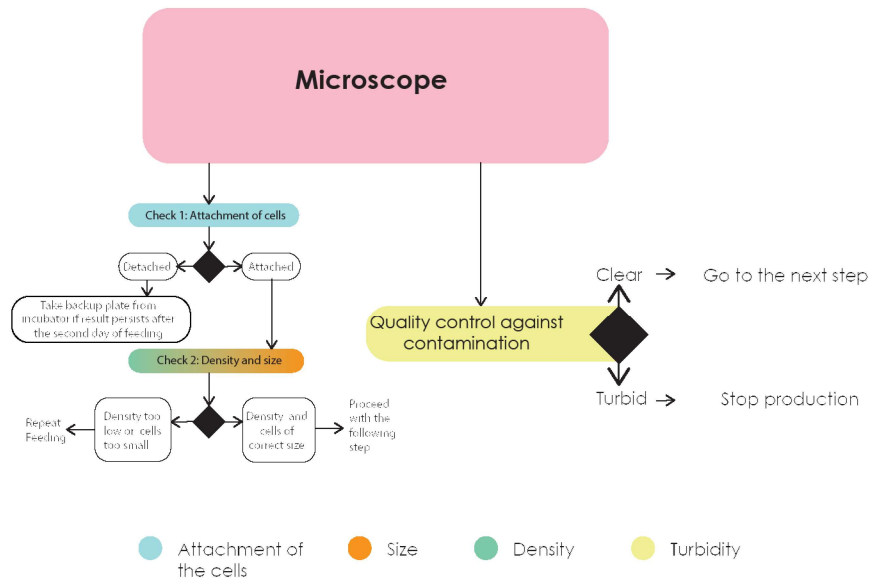 Microscope
Check 1: Attachment of cells
Detached
Attached
Take backup plate from
incubator if result persists after
the second day of feeding
Check 2: Density and size
Repeat
Feeding
Density too
low or cells
too small
Density and
cells of
correct size
Proceed
with the
following
step
Quality control against
contamination
Clear
Go to the next step
Turbid
Stop production
Attachment of
the cells
Size
Density
Turbidity